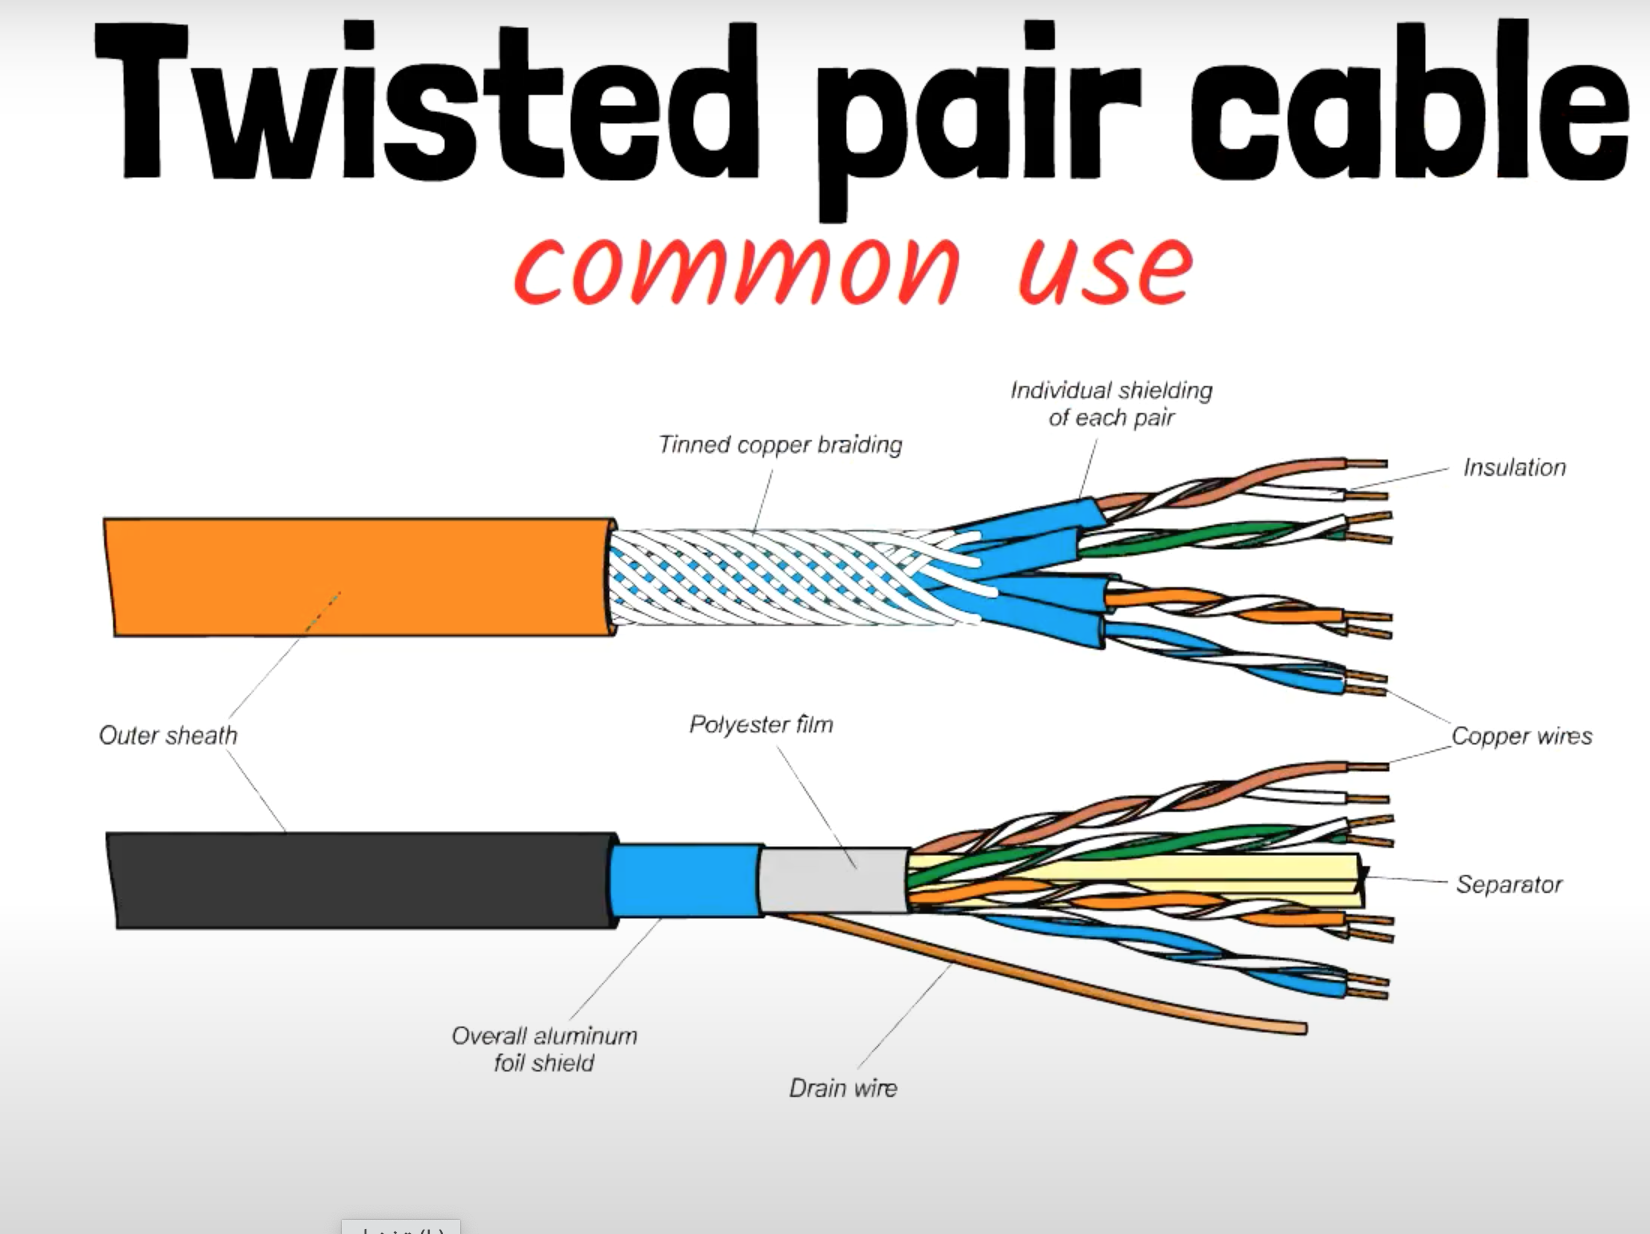 Twisted pair cable
common use
Individual shielding
of each pair
Tinned copper braiding
Insulation
Outer sheath
Polyester film
Copper wires
Separator
Overall aluminum
foil shield
Drain wire